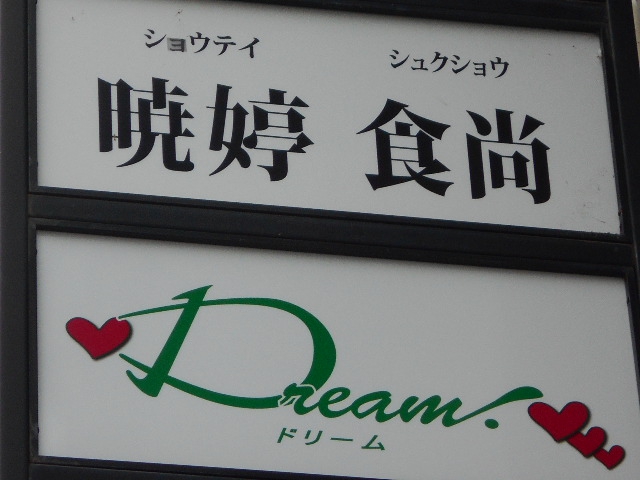 ショウテイ シュクショウ
暁婷 食尚
Dream.
ドリーム